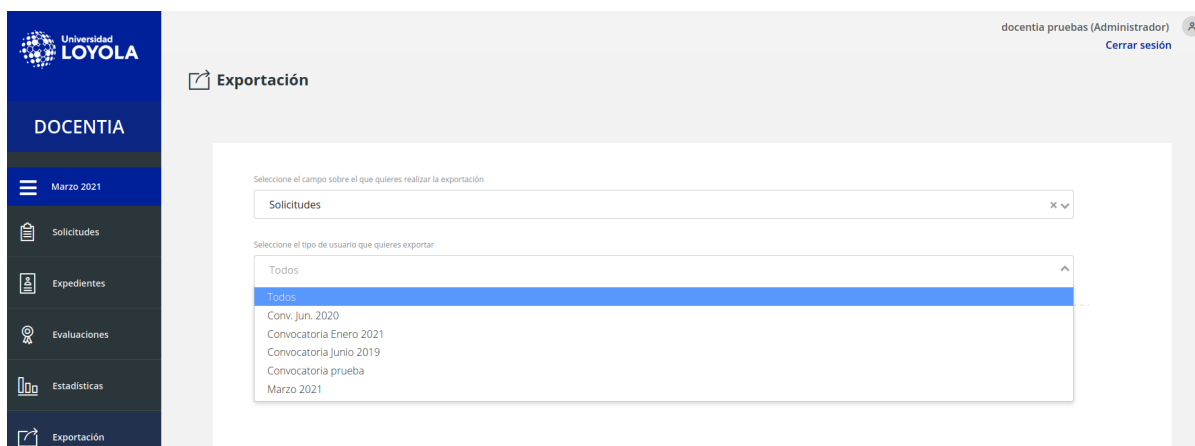 Universidad
LOYOLA
docentia pruebas (Administrador)
Cerrar sesión
Exportación
DOCENTIA
Marzo 2021
Solicitudes
Expedientes
Evaluaciones
Estadísticas
Exportación
Seleccione el campo sobre el que quieres realizar la exportación
Solicitudes
Seleccione el tipo de usuario que quieres exportar
Todos
Todos
Conv. Jun. 2020
Convocatoria Enero 2021
Convocatoria Junio 2019
Convocatoria prueba
Marzo 2021